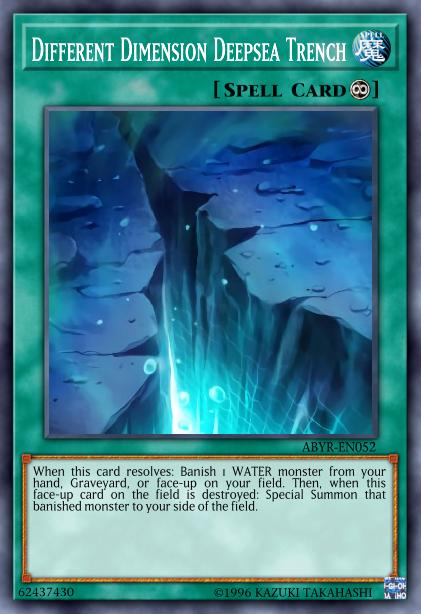 DIFFERENT DIMENSION DEEPSEA TRENCH
SPELL
魔
[SPELL CARD]
ABYR-EN052
When this card resolves: Banish 1 WATER monster from your
hand, Graveyard, or face-up on your field. Then, when this
face-up card on the field is destroyed: Special Summon that
banished monster to your side of the field.
62437430
©1996 KAZUKI TAKAHASHI